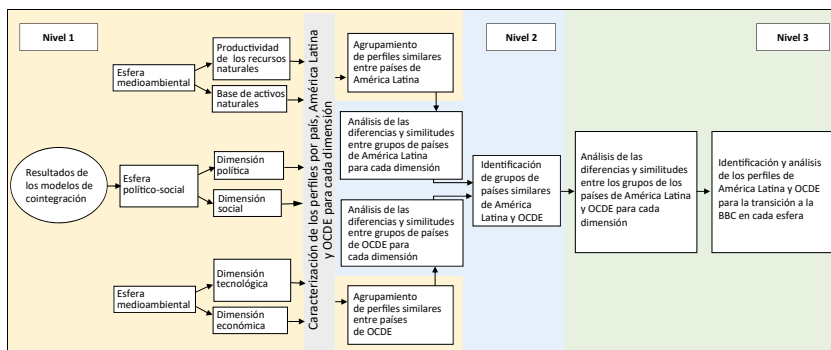 Nivel 1
Nivel 2
Nivel 3
Esfera
medioambiental
Productividad
de los recursos
naturales
Base de activos
naturales
Resultados de
los modelos de
cointegración
Esfera
político-social
Dimensión
política
Dimensión
social
Esfera
medioambiental
Dimensión
tecnológica
Dimensión
económica
Caracterización de los perfiles por país, América Latina
y OCDE para cada dimensión
Agrupamiento
de perfiles similares
entre países de
América Latina
Análisis de las
diferencias y similitudes
entre grupos de países
de América Latina
para cada dimensión
Análisis de las
diferencias y similitudes
entre grupos de países
de OCDE para
cada dimensión
Agrupamiento
de perfiles similares
entre países
de OCDE
Identificación
de grupos de
países similares
de América
Latina y OCDE
Análisis de las
diferencias y similitudes
entre los grupos de los
países de América Latina
y OCDE para cada
dimensión
Identificación y análisis
de los perfiles de
América Latina y OCDE
para la transición a la
BBC en cada esfera